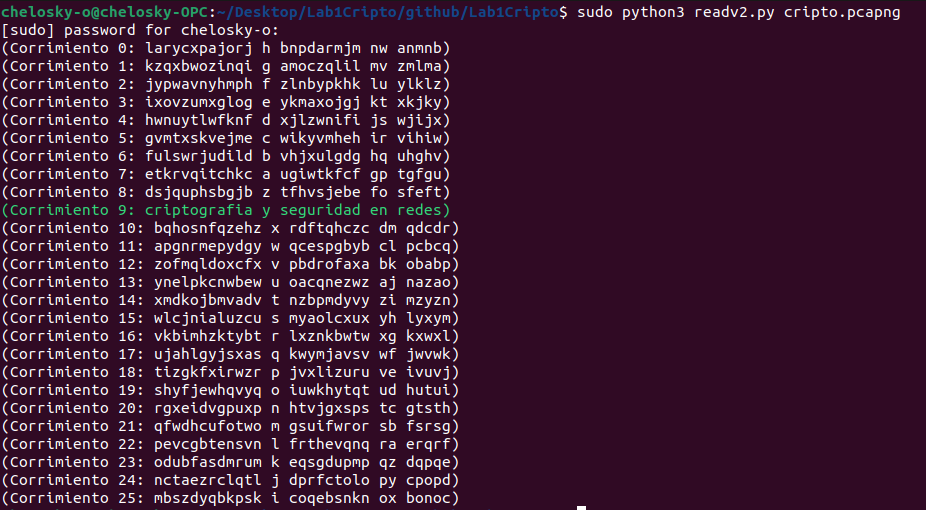 chelosky-o@chelosky-OPC:~/Desktop/Lab1Cripto/github/Lab1Cripto$ sudo python3 readv2.py cripto.pcapng
[sudo] password for chelosky-o:
(Corrimiento 0: larycxpajorj h bnpdarmjm nw anmnb)
(Corrimiento 1: kzqxbwozinqi g amoczqlil mv zmlma)
(Corrimiento 2: jypwavnyhmph f zlnbypkhk lu ylklz)
(Corrimiento 3: ixovzumxglog e ykmaxojgj kt xkjky)
(Corrimiento 4: hwnuytlwfknf d xjlzwnifi js wjijx)
(Corrimiento 5: gvmtxskvejme c wikyvmheh ir vihiw)
(Corrimiento 6: fulswrjudild b vhjxulgdg hq uhghv)
(Corrimiento 7: etkrvqitchkc a ugiwtkfcf gp tgfgu)
(Corrimiento 8: dsjquphsbgjb z tfhvsjebe fo sfeft)
(Corrimiento 9: criptografia y seguridad en redes)
(Corrimiento 10: bqhosnfqzehz x rdftqhczc dm qdcdr)
(Corrimiento 11: apgnrmepydgy w qcespgbyb cl pcbcq)
(Corrimiento 12: zofmqldoxcfx v pbdrofaxa bk obabp)
(Corrimiento 13: ynelpkcnwbew u oacqnezwz aj nazao)
(Corrimiento 14: xmdkojbmvadv t nzbpmdyvy zi mzyzn)
(Corrimiento 15: wlcjnialuzcu s myaolcxux yh lyxym)
(Corrimiento 16: vkbimhzktybt r lxznkbwtw xg kxwxl)
(Corrimiento 17: ujahlgyjsxas q kwymjavsv wf jwvwk)
(Corrimiento 18: tizgkfxirwzr p jvxlizuru ve ivuvj)
(Corrimiento 19: shyfjewhqvyq o iuwkhytqt ud hutui)
(Corrimiento 20: rgxeidvgpuxp n htvjgxsps tc gtsth)
(Corrimiento 21: qfwdhcufotwo m gsuifwror sb fsrsg)
(Corrimiento 22: pevcgbtensvn l frthevqnq ra erqrf)
(Corrimiento 23: odubfasdmrum k eqsgdupmp qz dqpqe)
(Corrimiento 24: nctaezrclqtl j dprfctolo py cpopd)
(Corrimiento 25: mbszdyqbkpsk i coqebsnkn ox bonoc)